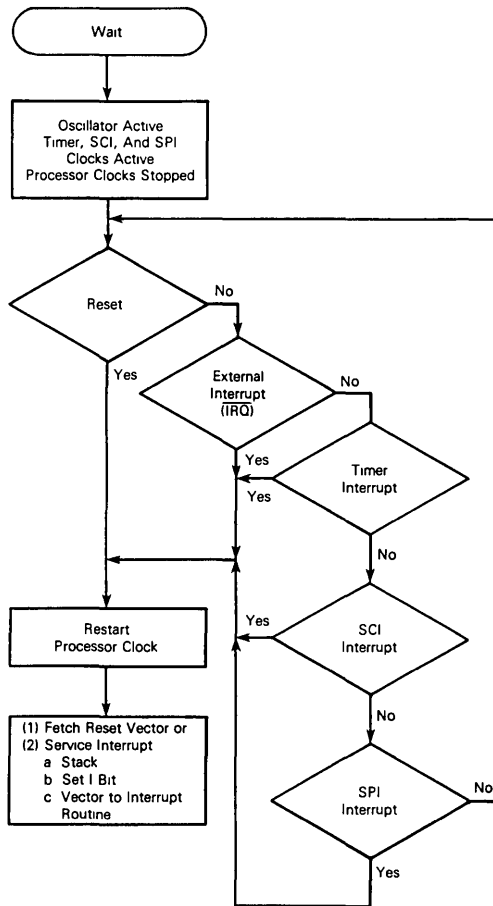 Wait
Oscillator Active
Timer, SCI, And SPI
Clocks Active
Processor Clocks Stopped
Reset
No
Yes
External
Interrupt
(IRQ)
No
Yes
Timer
Interrupt
Yes
No
SCI
Interrupt
Yes
No
Restart
Processor Clock
(1) Fetch Reset Vector or
(2) Service Interrupt
a Stack
b Set I Bit
c Vector to Interrupt
Routine
SPI
Interrupt
No
Yes